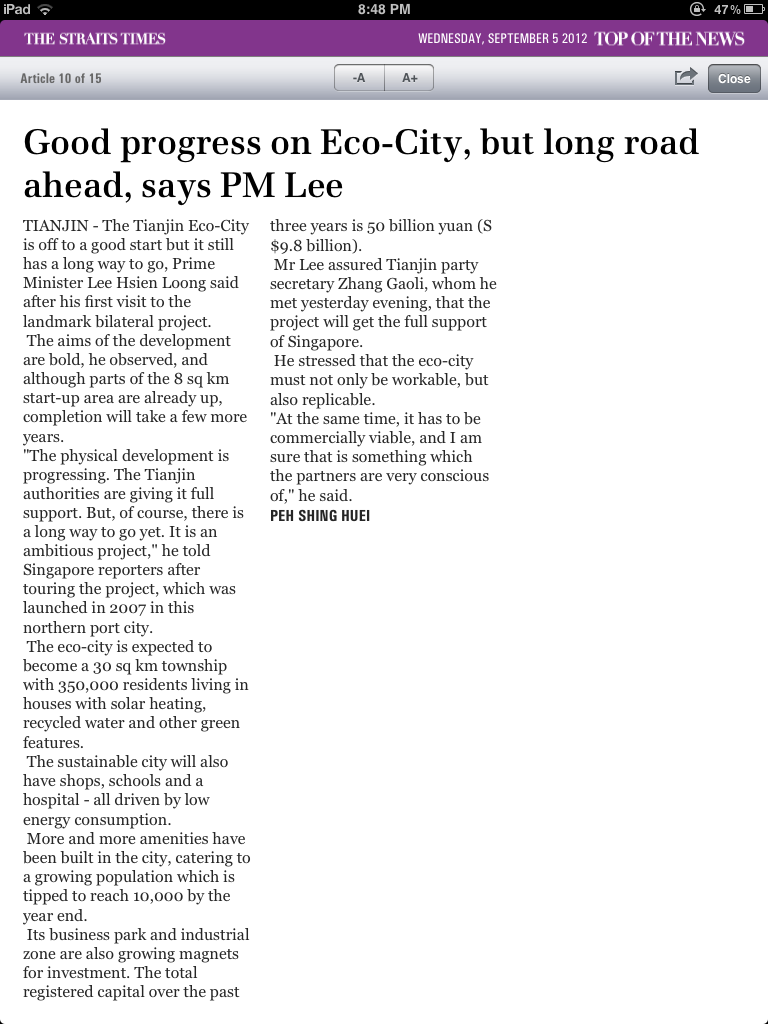 iPad 8:48 PM 47%
THE STRAITS TIMES WEDNESDAY, SEPTEMBER 5 2012 TOP OF THE NEWS
Article 10 of 15 -A A+ Close
Good progress on Eco-City, but long road
ahead, says PM Lee
TIANJIN - The Tianjin Eco-City
is off to a good start but it still
has a long way to go, Prime
Minister Lee Hsien Loong said
after his first visit to the
landmark bilateral project.
The aims of the development
are bold, he observed, and
although parts of the 8 sq km
start-up area are already up,
completion will take a few more
years.
"The physical development is
progressing. The Tianjin
authorities are giving it full
support. But, of course, there is
a long way to go yet. It is an
ambitious project," he told
Singapore reporters after
touring the project, which was
launched in 2007 in this
northern port city.
The eco-city is expected to
become a 30 sq km township
with 350,000 residents living in
houses with solar heating,
recycled water and other green
features.
The sustainable city will also
have shops, schools and a
hospital - all driven by low
energy consumption.
More and more amenities have
been built in the city, catering to
a growing population which is
tipped to reach 10,000 by the
year end.
Its business park and industrial
zone are also growing magnets
for investment. The total
registered capital over the past
three years is 50 billion yuan (S
$9.8 billion).
Mr Lee assured Tianjin party
secretary Zhang Gaoli, whom he
met yesterday evening, that the
project will get the full support
of Singapore.
He stressed that the eco-city
must not only be workable, but
also replicable.
"At the same time, it has to be
commercially viable, and I am
sure that is something which
the partners are very conscious
of," he said.
PEH SHING HUEI